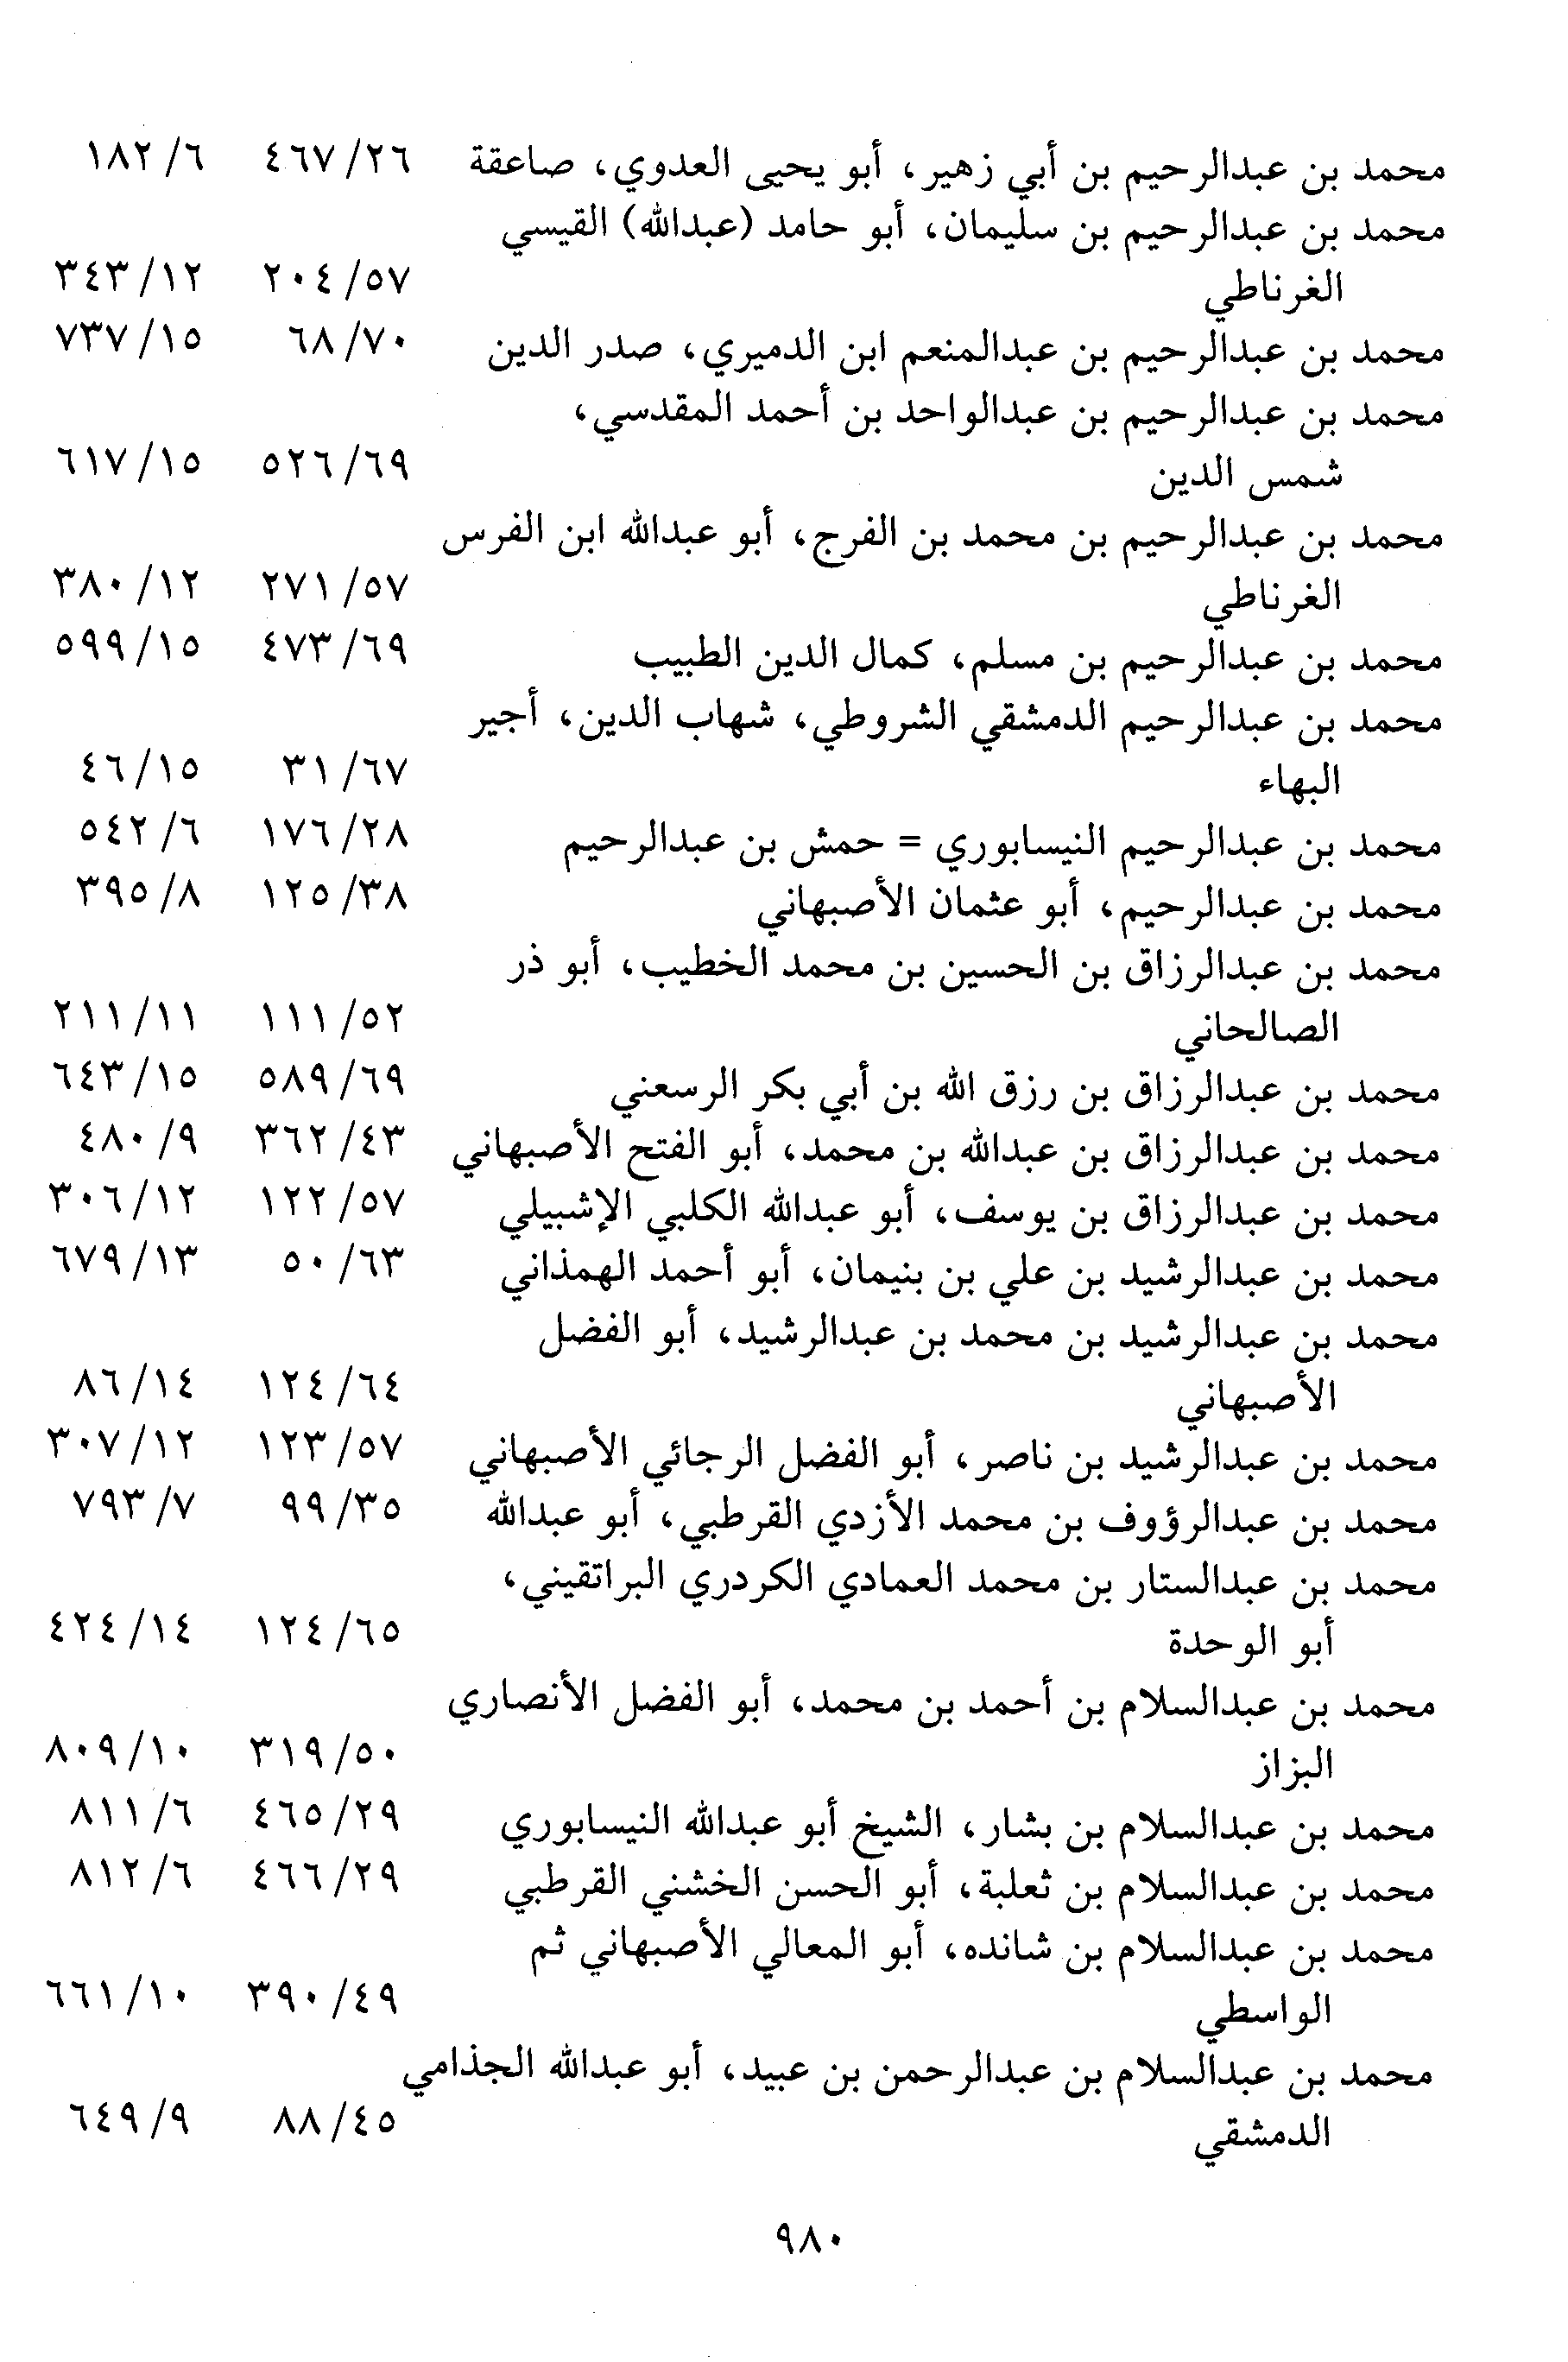 محمد بن عبدالرحيم بن أبي زهير، أبو يحيى العدوي، صاعقة ٤٦٧/٢٦ ١٨٢/٦
محمد بن عبدالرحيم بن سليمان، أبو حامد (عبدالله) القيسي
الغرناطي ٢٠٤/٥٧ ٣٤٣/١٢
محمد بن عبدالرحيم بن عبدالمنعم ابن الدميري، صدر الدين ٦٨/٧٠ ٧٣٧/١٥
محمد بن عبدالرحيم بن عبدالواحد بن أحمد المقدسي،
شمس الدين ٥٢٦/٦٩ ٦١٧/١٥
محمد بن عبدالرحيم بن محمد بن الفرج، أبو عبدالله ابن الفرس
الغرناطي ٢٧١/٥٧ ٣٨٠/١٢
محمد بن عبدالرحيم بن مسلم، كمال الدين الطبيب ٤٧٣/٦٩ ٥٩٩/١٥
محمد بن عبدالرحيم الدمشقي الشروطي، شهاب الدين، أجير
البهاء ٣١/٦٧ ٤٦/١٥
محمد بن عبدالرحيم النيسابوري = حمش بن عبدالرحيم ١٧٦/٢٨ ٥٤٢/٦
محمد بن عبدالرحيم، أبو عثمان الأصبهاني ١٢٥/٣٨ ٣٩٥/٨
محمد بن عبدالرزاق بن الحسين بن محمد الخطيب، أبو ذر
الصالحاني ١١١/٥٢ ٢١١/١١
محمد بن عبدالرزاق بن رزق الله بن أبي بكر الرسعني ٥٨٩/٦٩ ٦٤٣/١٥
محمد بن عبدالرزاق بن عبدالله بن محمد، أبو الفتح الأصبهاني ٣٦٢/٤٣ ٤٨٠/٩
محمد بن عبدالرزاق بن يوسف، أبو عبدالله الكلبي الإشبيلي ١٢٢/٥٧ ٣٠٦/١٢
محمد بن عبدالرشيد بن علي بن بنيمان، أبو أحمد الهمذاني ٥٠/٦٣ ٦٧٩/١٣
محمد بن عبدالرشيد بن محمد بن عبدالرشيد، أبو الفضل
الأصبهاني ١٢٤/٦٤ ٨٦/١٤
محمد بن عبدالرشيد بن ناصر، أبو الفضل الرجائي الأصبهاني ١٢٣/٥٧ ٣٠٧/١٢
محمد بن عبدالرؤوف بن محمد الأزدي القرطبي، أبو عبدالله ٩٩/٣٥ ٧٩٣/٧
محمد بن عبدالستار بن محمد العمادي الكردري البراتقيني،
أبو الوحدة ١٢٤/٦٥ ٤٢٤/١٤
محمد بن عبدالسلام بن أحمد بن محمد، أبو الفضل الأنصاري
البزاز ٣١٩/٥٠ ٨٠٩/١٠
محمد بن عبدالسلام بن بشار، الشيخ أبو عبدالله النيسابوري ٤٦٥/٢٩ ٨١١/٦
محمد بن عبدالسلام بن ثعلبة، أبو الحسن الخشني القرطبي ٤٦٦/٢٩ ٨١٢/٦
محمد بن عبدالسلام بن شانده، أبو المعالي الأصبهاني ثم
الواسطي ٣٩٠/٤٩ ٦٦١/١٠
محمد بن عبدالسلام بن عبدالرحمن بن عبيد، أبو عبدالله الجذامي
الدمشقي ٨٨/٤٥ ٦٤٩/٩
٩٨٠